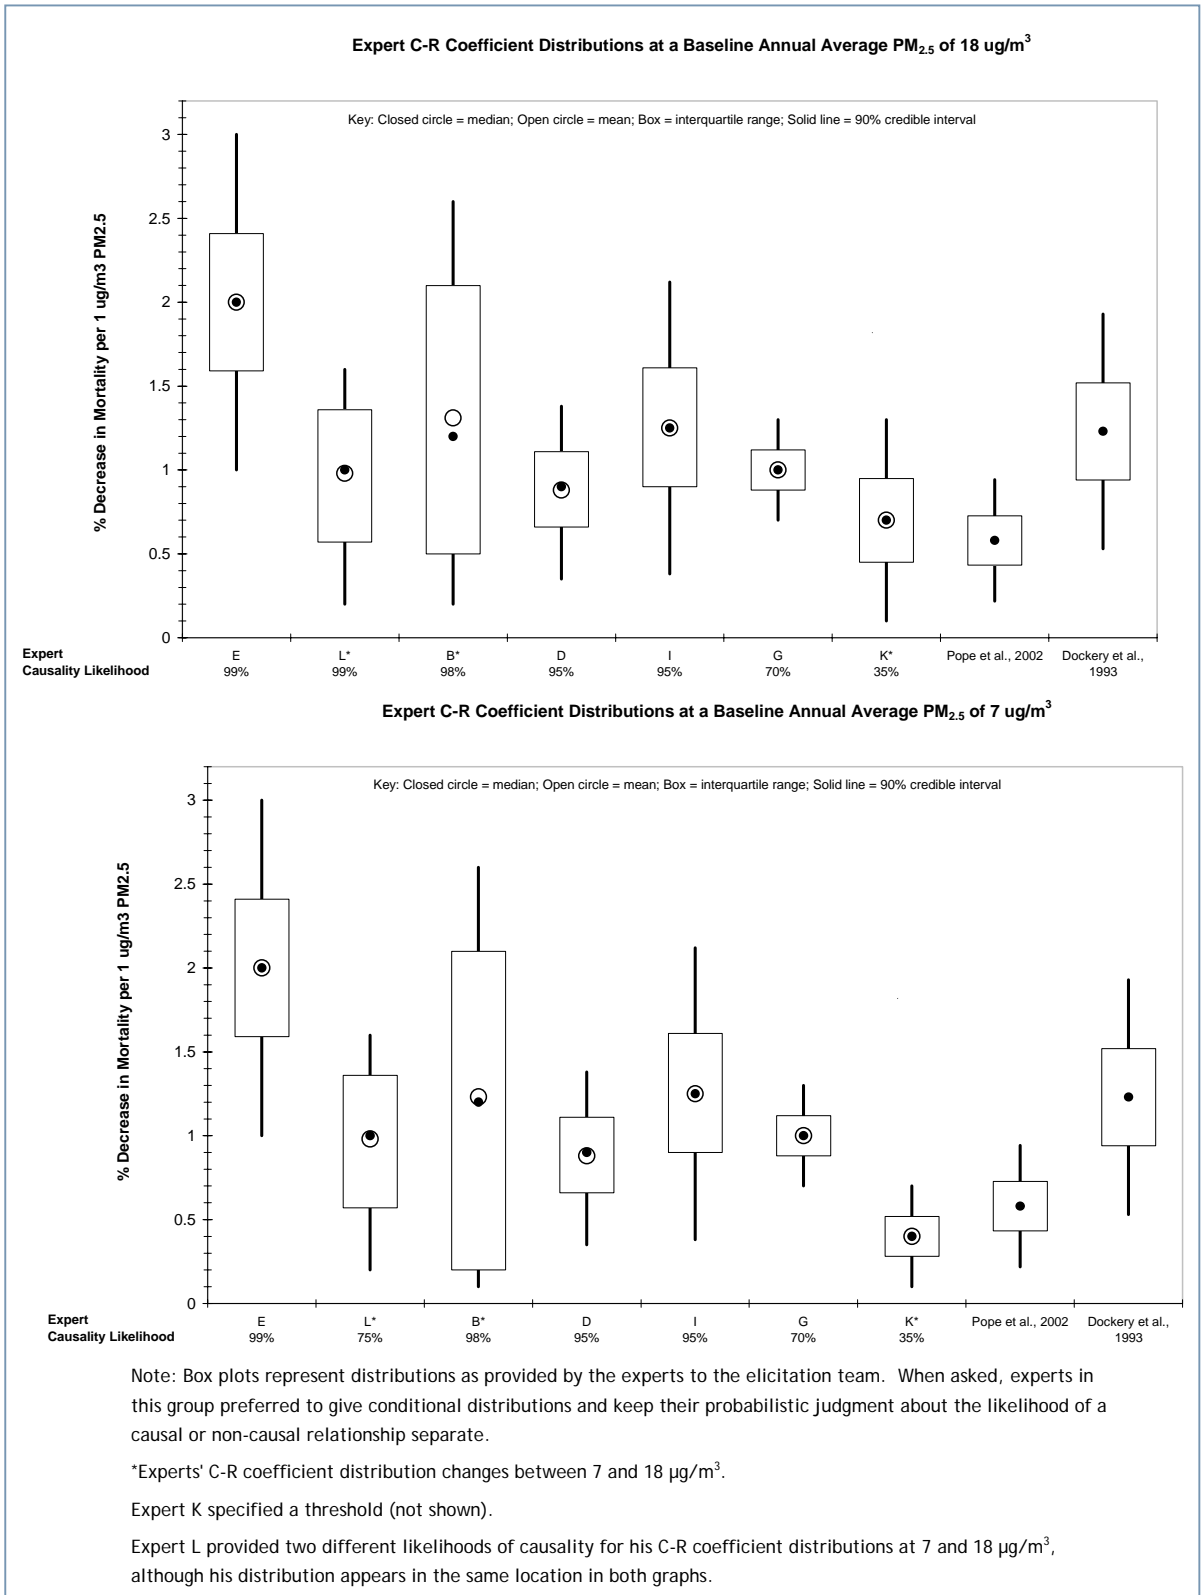 Expert C-R Coefficient Distributions at a Baseline Annual Average PM2.5 of 18 ug/m3
Key: Closed circle = median; Open circle = mean; Box = interquartile range; Solid line = 90% credible interval
% Decrease in Mortality per 1 ug/m3 PM2.5
3
2.5
2
1.5
1
0.5
0
Expert E L* B* D I G K* Pope et al., 2002 Dockery et al.,
Causality Likelihood 99% 99% 98% 95% 95% 70% 35% 1993
Expert C-R Coefficient Distributions at a Baseline Annual Average PM2.5 of 7 ug/m3
Key: Closed circle = median; Open circle = mean; Box = interquartile range; Solid line = 90% credible interval
% Decrease in Mortality per 1 ug/m3 PM2.5
3
2.5
2
1.5
1
0.5
0
Expert E L* B* D I G K* Pope et al., 2002 Dockery et al.,
Causality Likelihood 99% 75% 98% 95% 95% 70% 35% 1993
Note: Box plots represent distributions as provided by the experts to the elicitation team. When asked, experts in
this group preferred to give conditional distributions and keep their probabilistic judgment about the likelihood of a
causal or non-causal relationship separate.
*Experts' C-R coefficient distribution changes between 7 and 18 µg/m3.
Expert K specified a threshold (not shown).
Expert L provided two different likelihoods of causality for his C-R coefficient distributions at 7 and 18 µg/m3,
although his distribution appears in the same location in both graphs.